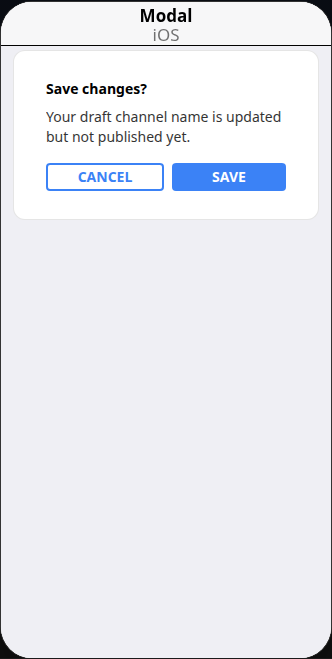 Modal
iOS
Save changes?
Your draft channel name is updated
but not published yet.
CANCEL
SAVE